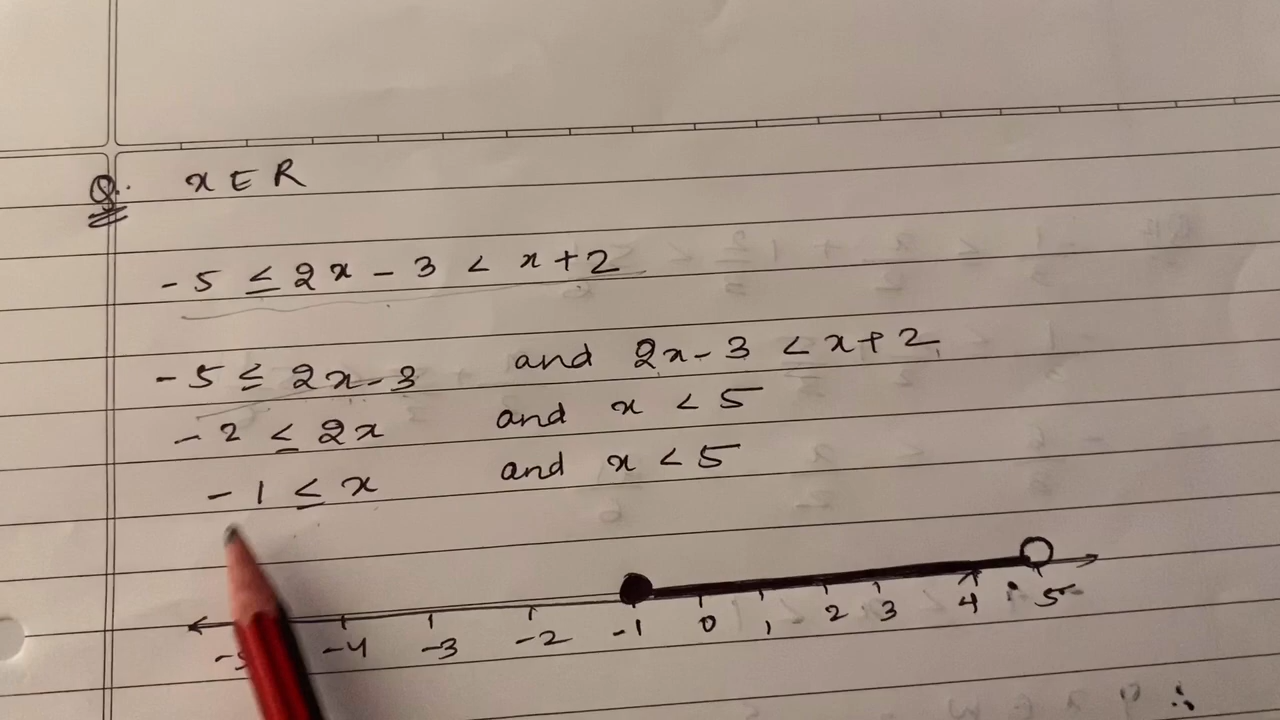 Q. x ∈ R
-5 ≤ 2x - 3 < x + 2
-5 ≤ 2x - 3 and 2x - 3 < x + 2
-2 ≤ 2x and x < 5
-1 ≤ x and x < 5
-4 -3 -2 -1 0 1 2 3 4 5